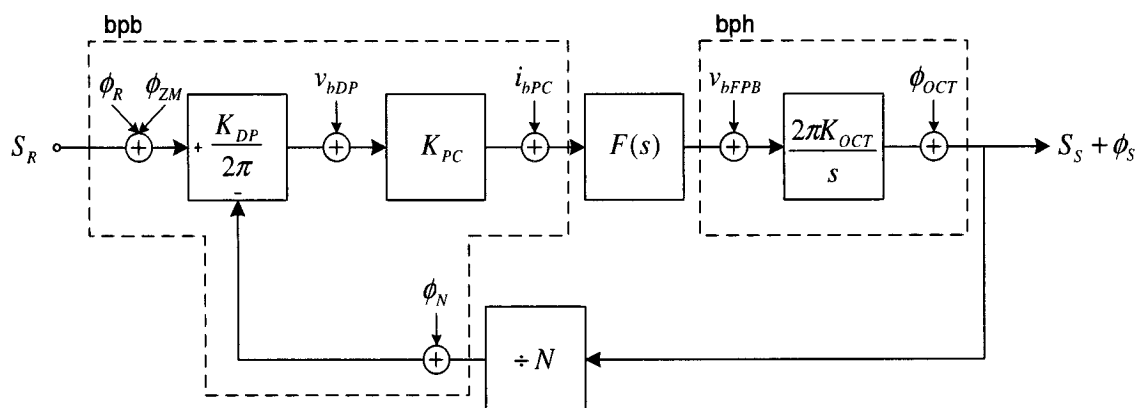 bpb
bph
ϕ_R
ϕ_ZM
v_bDP
i_bPC
v_bFPB
ϕ_OCT
S_R
+ K_DP / 2π
−
K_PC
F(s)
2πK_OCT / s
S_S + ϕ_S
ϕ_N
÷ N
+
+
+
+
+
+